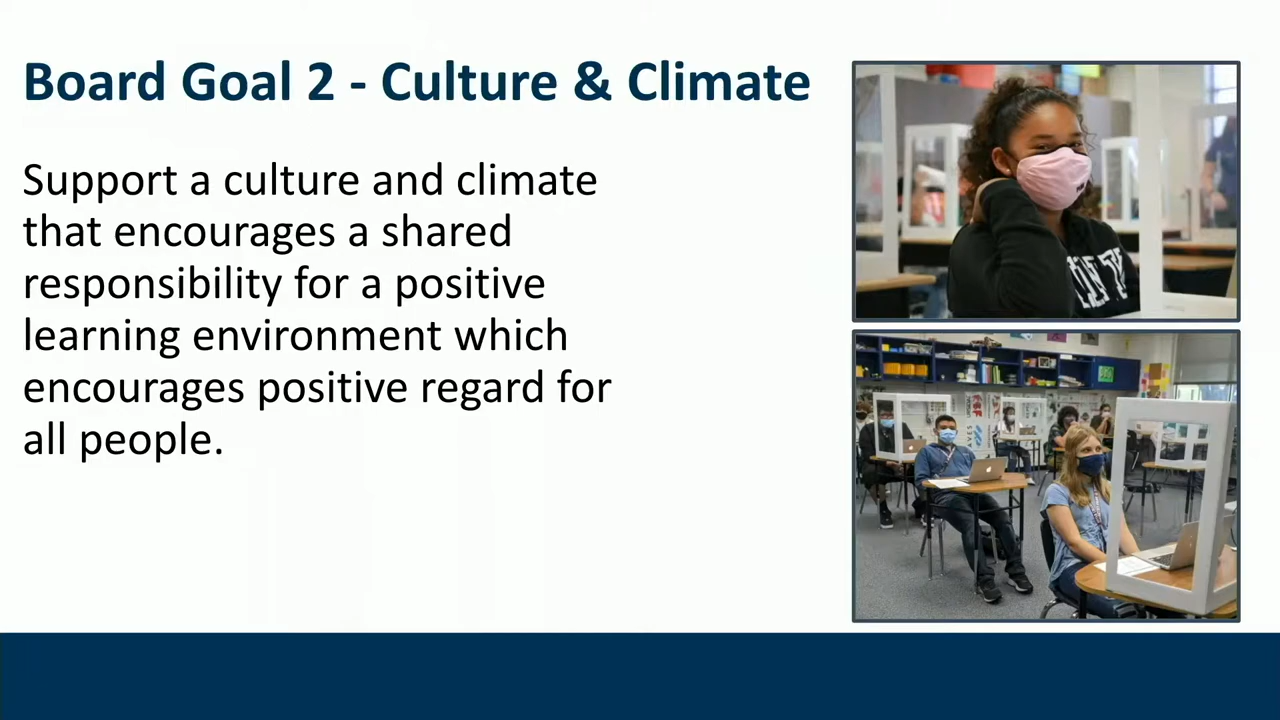 Board Goal 2 - Culture & Climate
Support a culture and climate
that encourages a shared
responsibility for a positive
learning environment which
encourages positive regard for
all people.